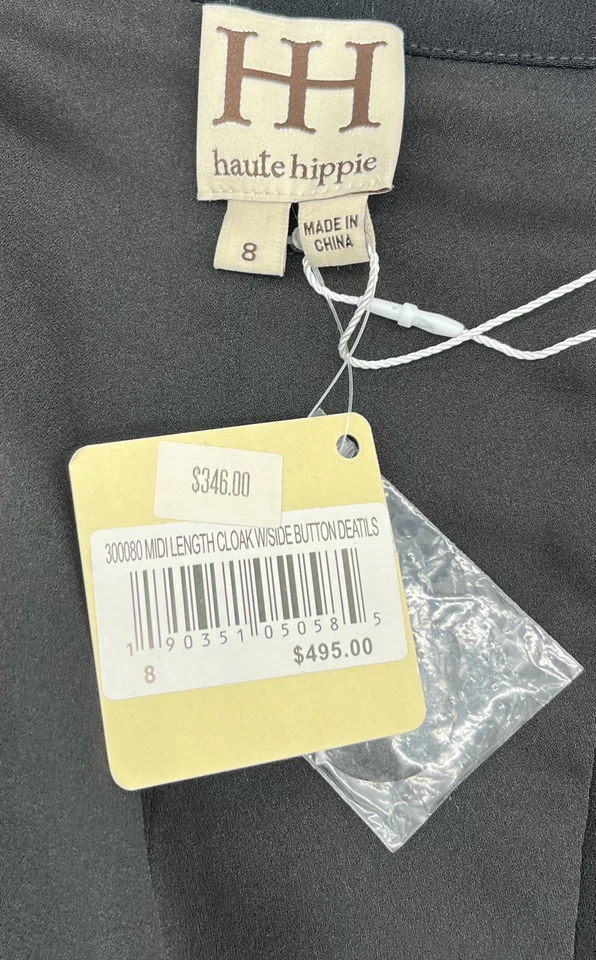 HH
haute hippie
8
MADE IN
CHINA
$346.00
300080 MIDI LENGTH CLOAK W/SIDE BUTTON DEATILS
1 90351 05058 5
8
$495.00